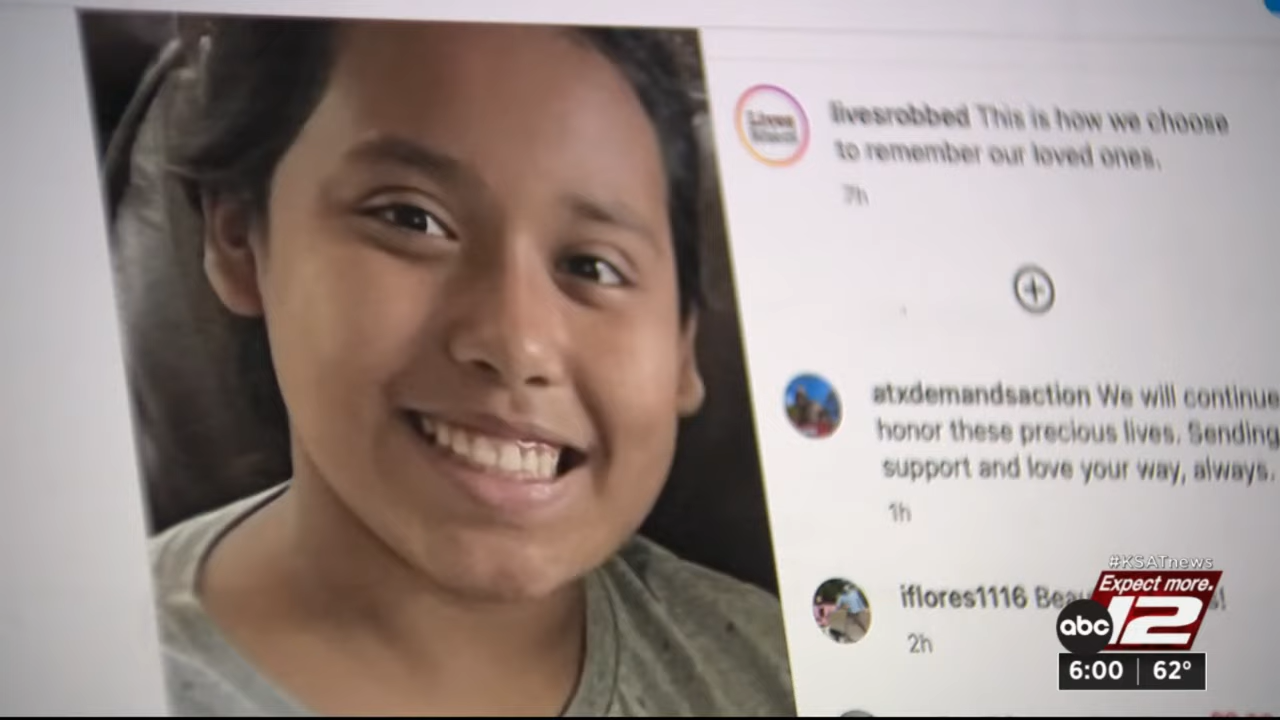 livesrobbed This is how we choose
to remember our loved ones.
7h
atxdemandsaction We will continue
honor these precious lives. Sending
support and love your way, always.
1h
iflores1116
2h
#KSATnews
Expect more.
abc 12
6:00 62°